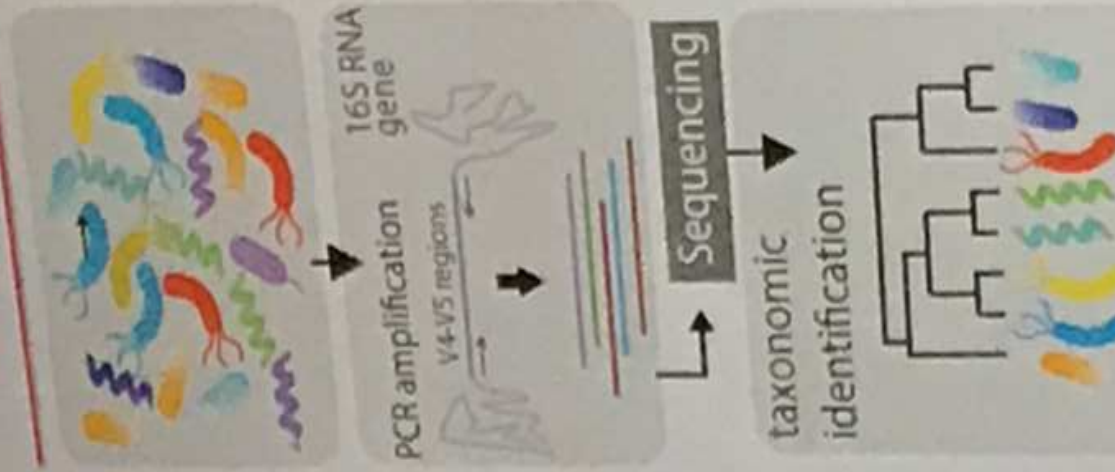 16S RNA
gene
PCR amplification
V4-V5 regions
Sequencing
taxonomic
identification